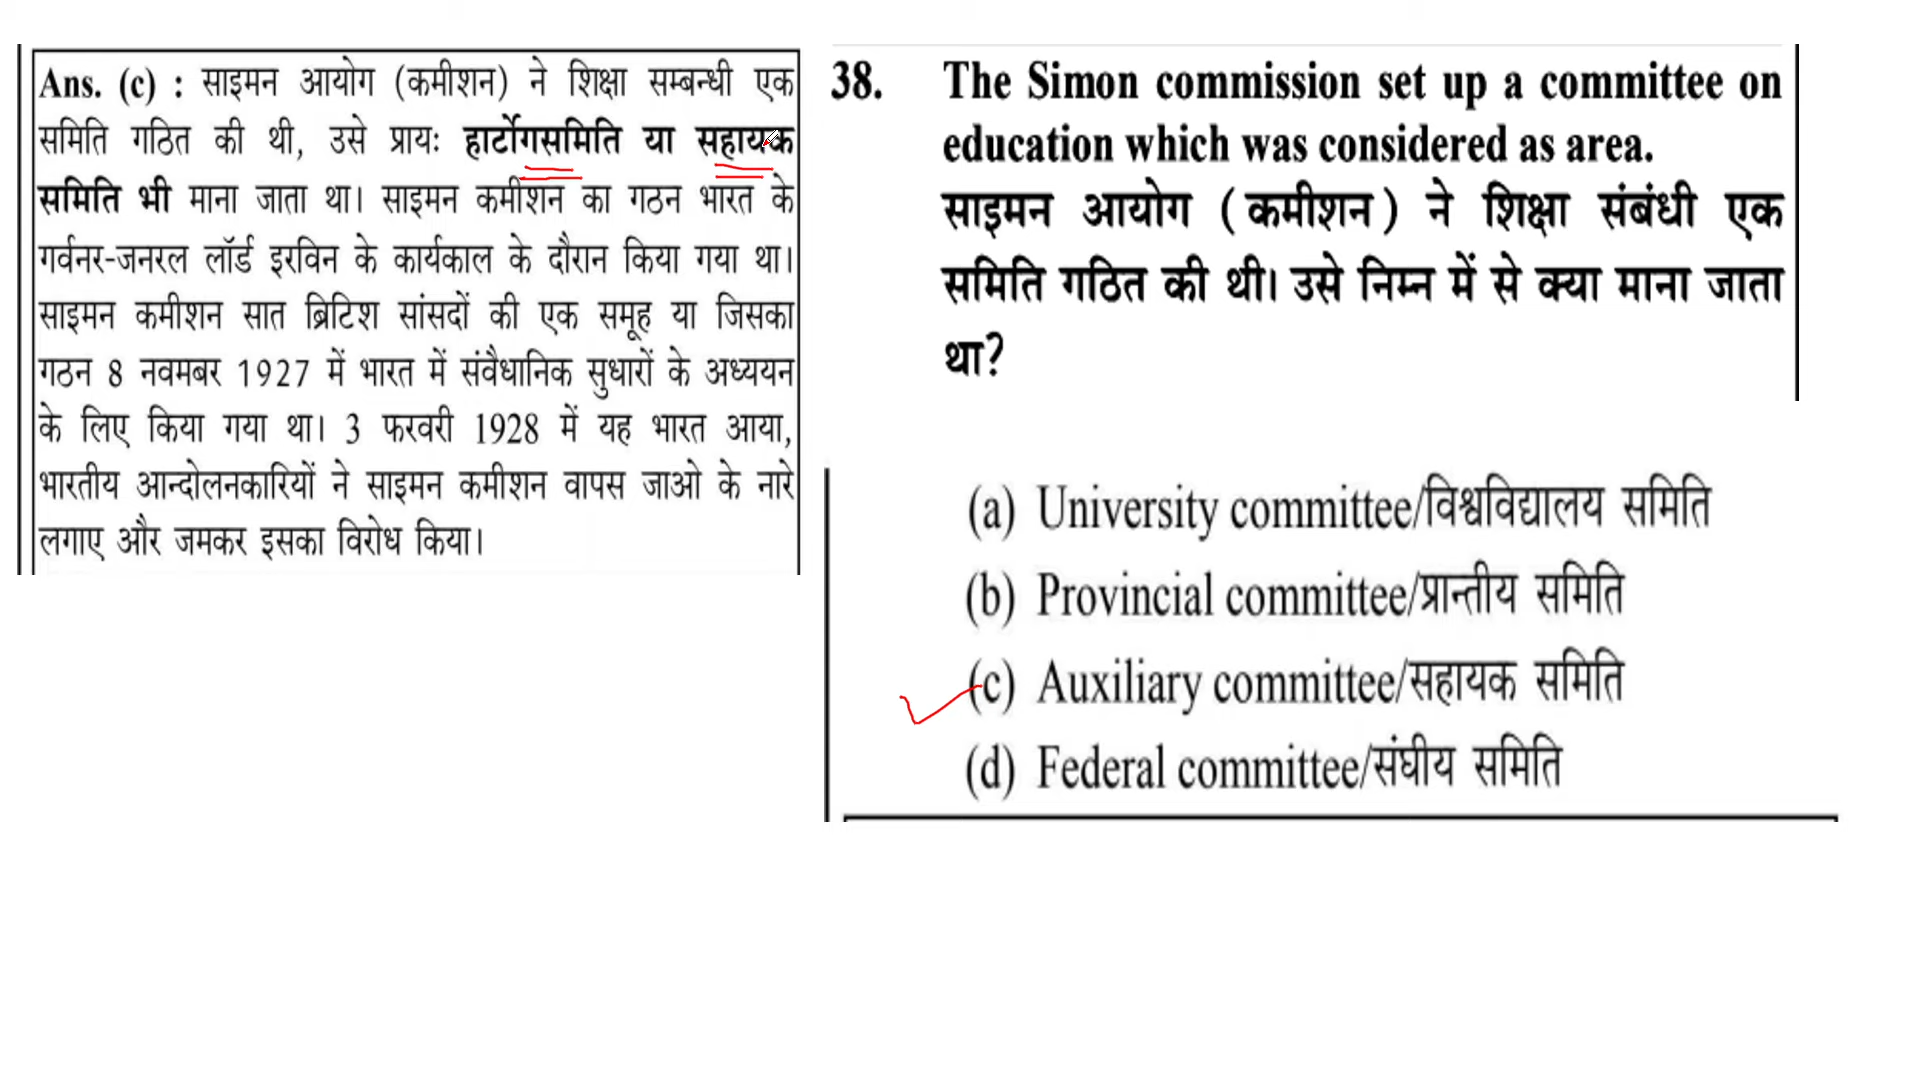 Ans. (c) : साइमन आयोग (कमीशन) ने शिक्षा सम्बन्धी एक
समिति गठित की थी, उसे प्रायः हार्टोगसमिति या सहायक
समिति भी माना जाता था। साइमन कमीशन का गठन भारत के
गर्वनर-जनरल लॉर्ड इरविन के कार्यकाल के दौरान किया गया था।
साइमन कमीशन सात ब्रिटिश सांसदों की एक समूह या जिसका
गठन 8 नवमबर 1927 में भारत में संवैधानिक सुधारों के अध्ययन
के लिए किया गया था। 3 फरवरी 1928 में यह भारत आया,
भारतीय आन्दोलनकारियों ने साइमन कमीशन वापस जाओ के नारे
लगाए और जमकर इसका विरोध किया।
38. The Simon commission set up a committee on
education which was considered as area.
साइमन आयोग (कमीशन) ने शिक्षा संबंधी एक
समिति गठित की थी। उसे निम्न में से क्या माना जाता
था?
(a) University committee/विश्वविद्यालय समिति
(b) Provincial committee/प्रान्तीय समिति
(c) Auxiliary committee/सहायक समिति
(d) Federal committee/संघीय समिति